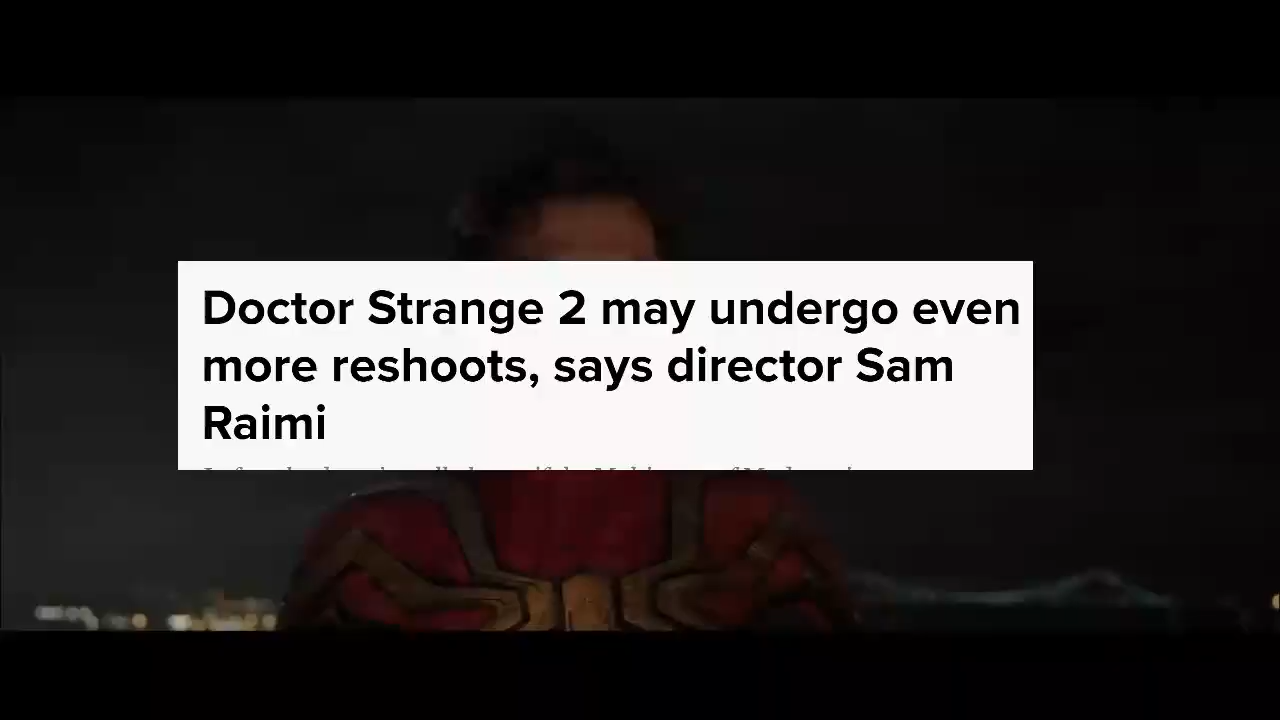 Doctor Strange 2 may undergo even
more reshoots, says director Sam
Raimi